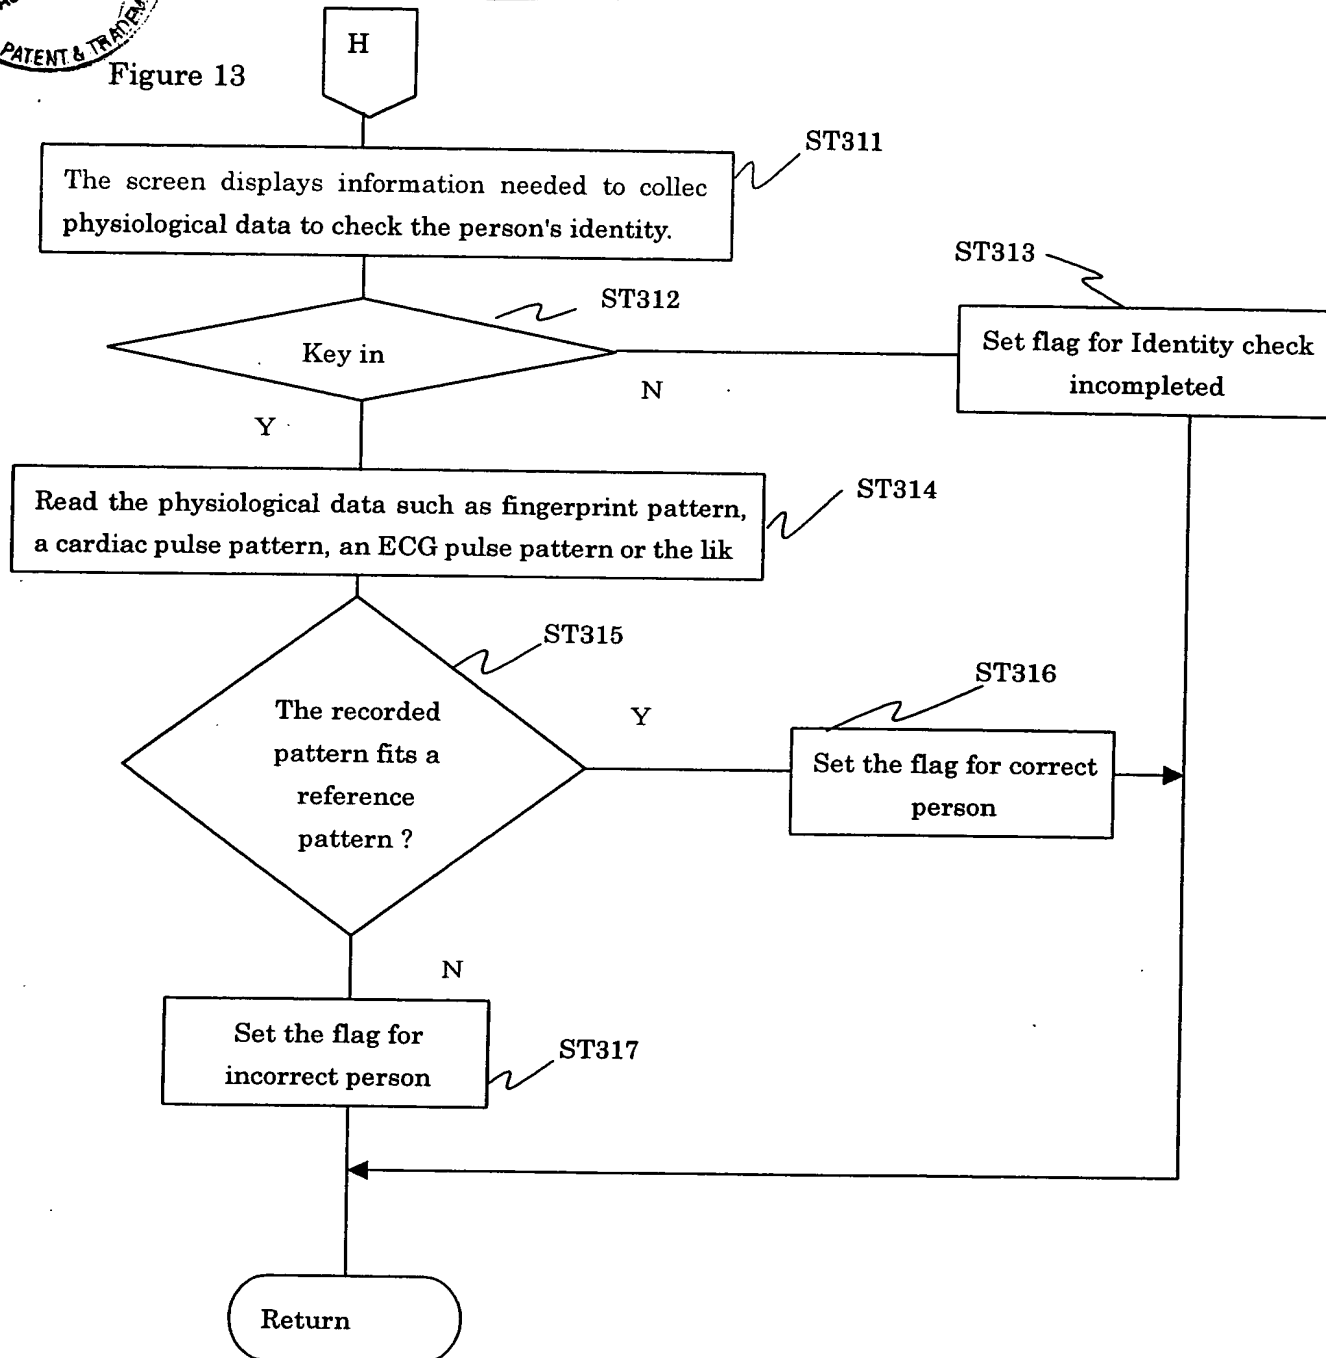 PATENT & TRADEM
Figure 13
H
ST311
The screen displays information needed to collec
physiological data to check the person's identity.
ST313
ST312
Set flag for Identity check
incompleted
Key in
N
Y
ST314
Read the physiological data such as fingerprint pattern,
a cardiac pulse pattern, an ECG pulse pattern or the lik
ST315
ST316
The recorded
pattern fits a
reference
pattern ?
Y
Set the flag for correct
person
N
Set the flag for
incorrect person
ST317
Return